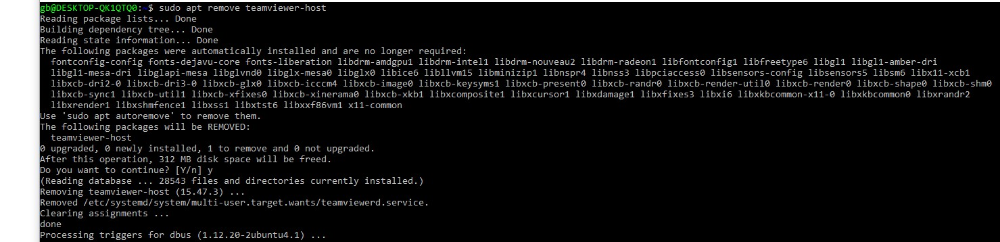 gb@DESKTOP-QK1QTQ0:~$ sudo apt remove teamviewer-host
Reading package lists... Done
Building dependency tree... Done
Reading state information... Done
The following packages were automatically installed and are no longer required:
  fontconfig-config fonts-dejavu-core fonts-liberation libdrm-amdgpu1 libdrm-intel1 libdrm-nouveau2 libdrm-radeon1 libfontconfig1 libfreetype6 libgl1 libgl1-amber-dri
  libgl1-mesa-dri libglapi-mesa libglvnd0 libglx-mesa0 libglx0 libice6 libllvm15 libminizip1 libnspr4 libnss3 libpciaccess0 libsensors-config libsensors5 libsm6 libx11-xcb1
  libxcb-dri2-0 libxcb-dri3-0 libxcb-glx0 libxcb-icccm4 libxcb-image0 libxcb-keysyms1 libxcb-present0 libxcb-randr0 libxcb-render-util0 libxcb-render0 libxcb-shape0 libxcb-shm0
  libxcb-sync1 libxcb-util1 libxcb-xfixes0 libxcb-xinerama0 libxcb-xkb1 libxcomposite1 libxcursor1 libxdamage1 libxfixes3 libxi6 libxkbcommon-x11-0 libxkbcommon0 libxrandr2
  libxrender1 libxshmfence1 libxss1 libxtst6 libxxf86vm1 x11-common
Use 'sudo apt autoremove' to remove them.
The following packages will be REMOVED:
  teamviewer-host
0 upgraded, 0 newly installed, 1 to remove and 0 not upgraded.
After this operation, 312 MB disk space will be freed.
Do you want to continue? [Y/n] y
(Reading database ... 28543 files and directories currently installed.)
Removing teamviewer-host (15.47.3) ...
Removed /etc/systemd/system/multi-user.target.wants/teamviewerd.service.
Clearing assignments ...
done
Processing triggers for dbus (1.12.20-2ubuntu4.1) ...